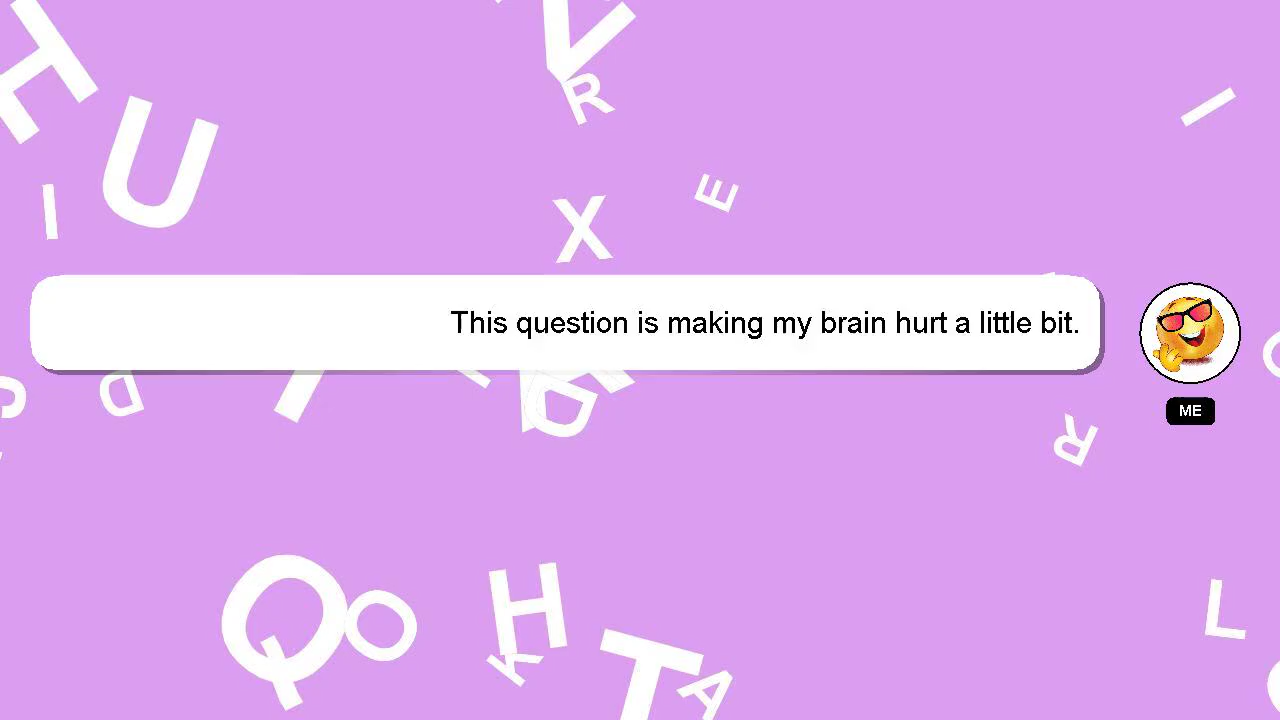 This question is making my brain hurt a little bit.
ME
H
U
I
V
R
X
E
I
D
R
D
R
Q
O
H
K
T
A
L